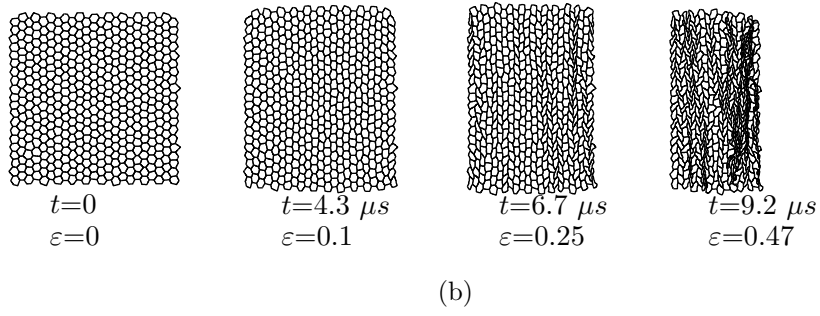 t=0 t=4.3 μs t=6.7 μs t=9.2 μs
ε=0 ε=0.1 ε=0.25 ε=0.47
(b)